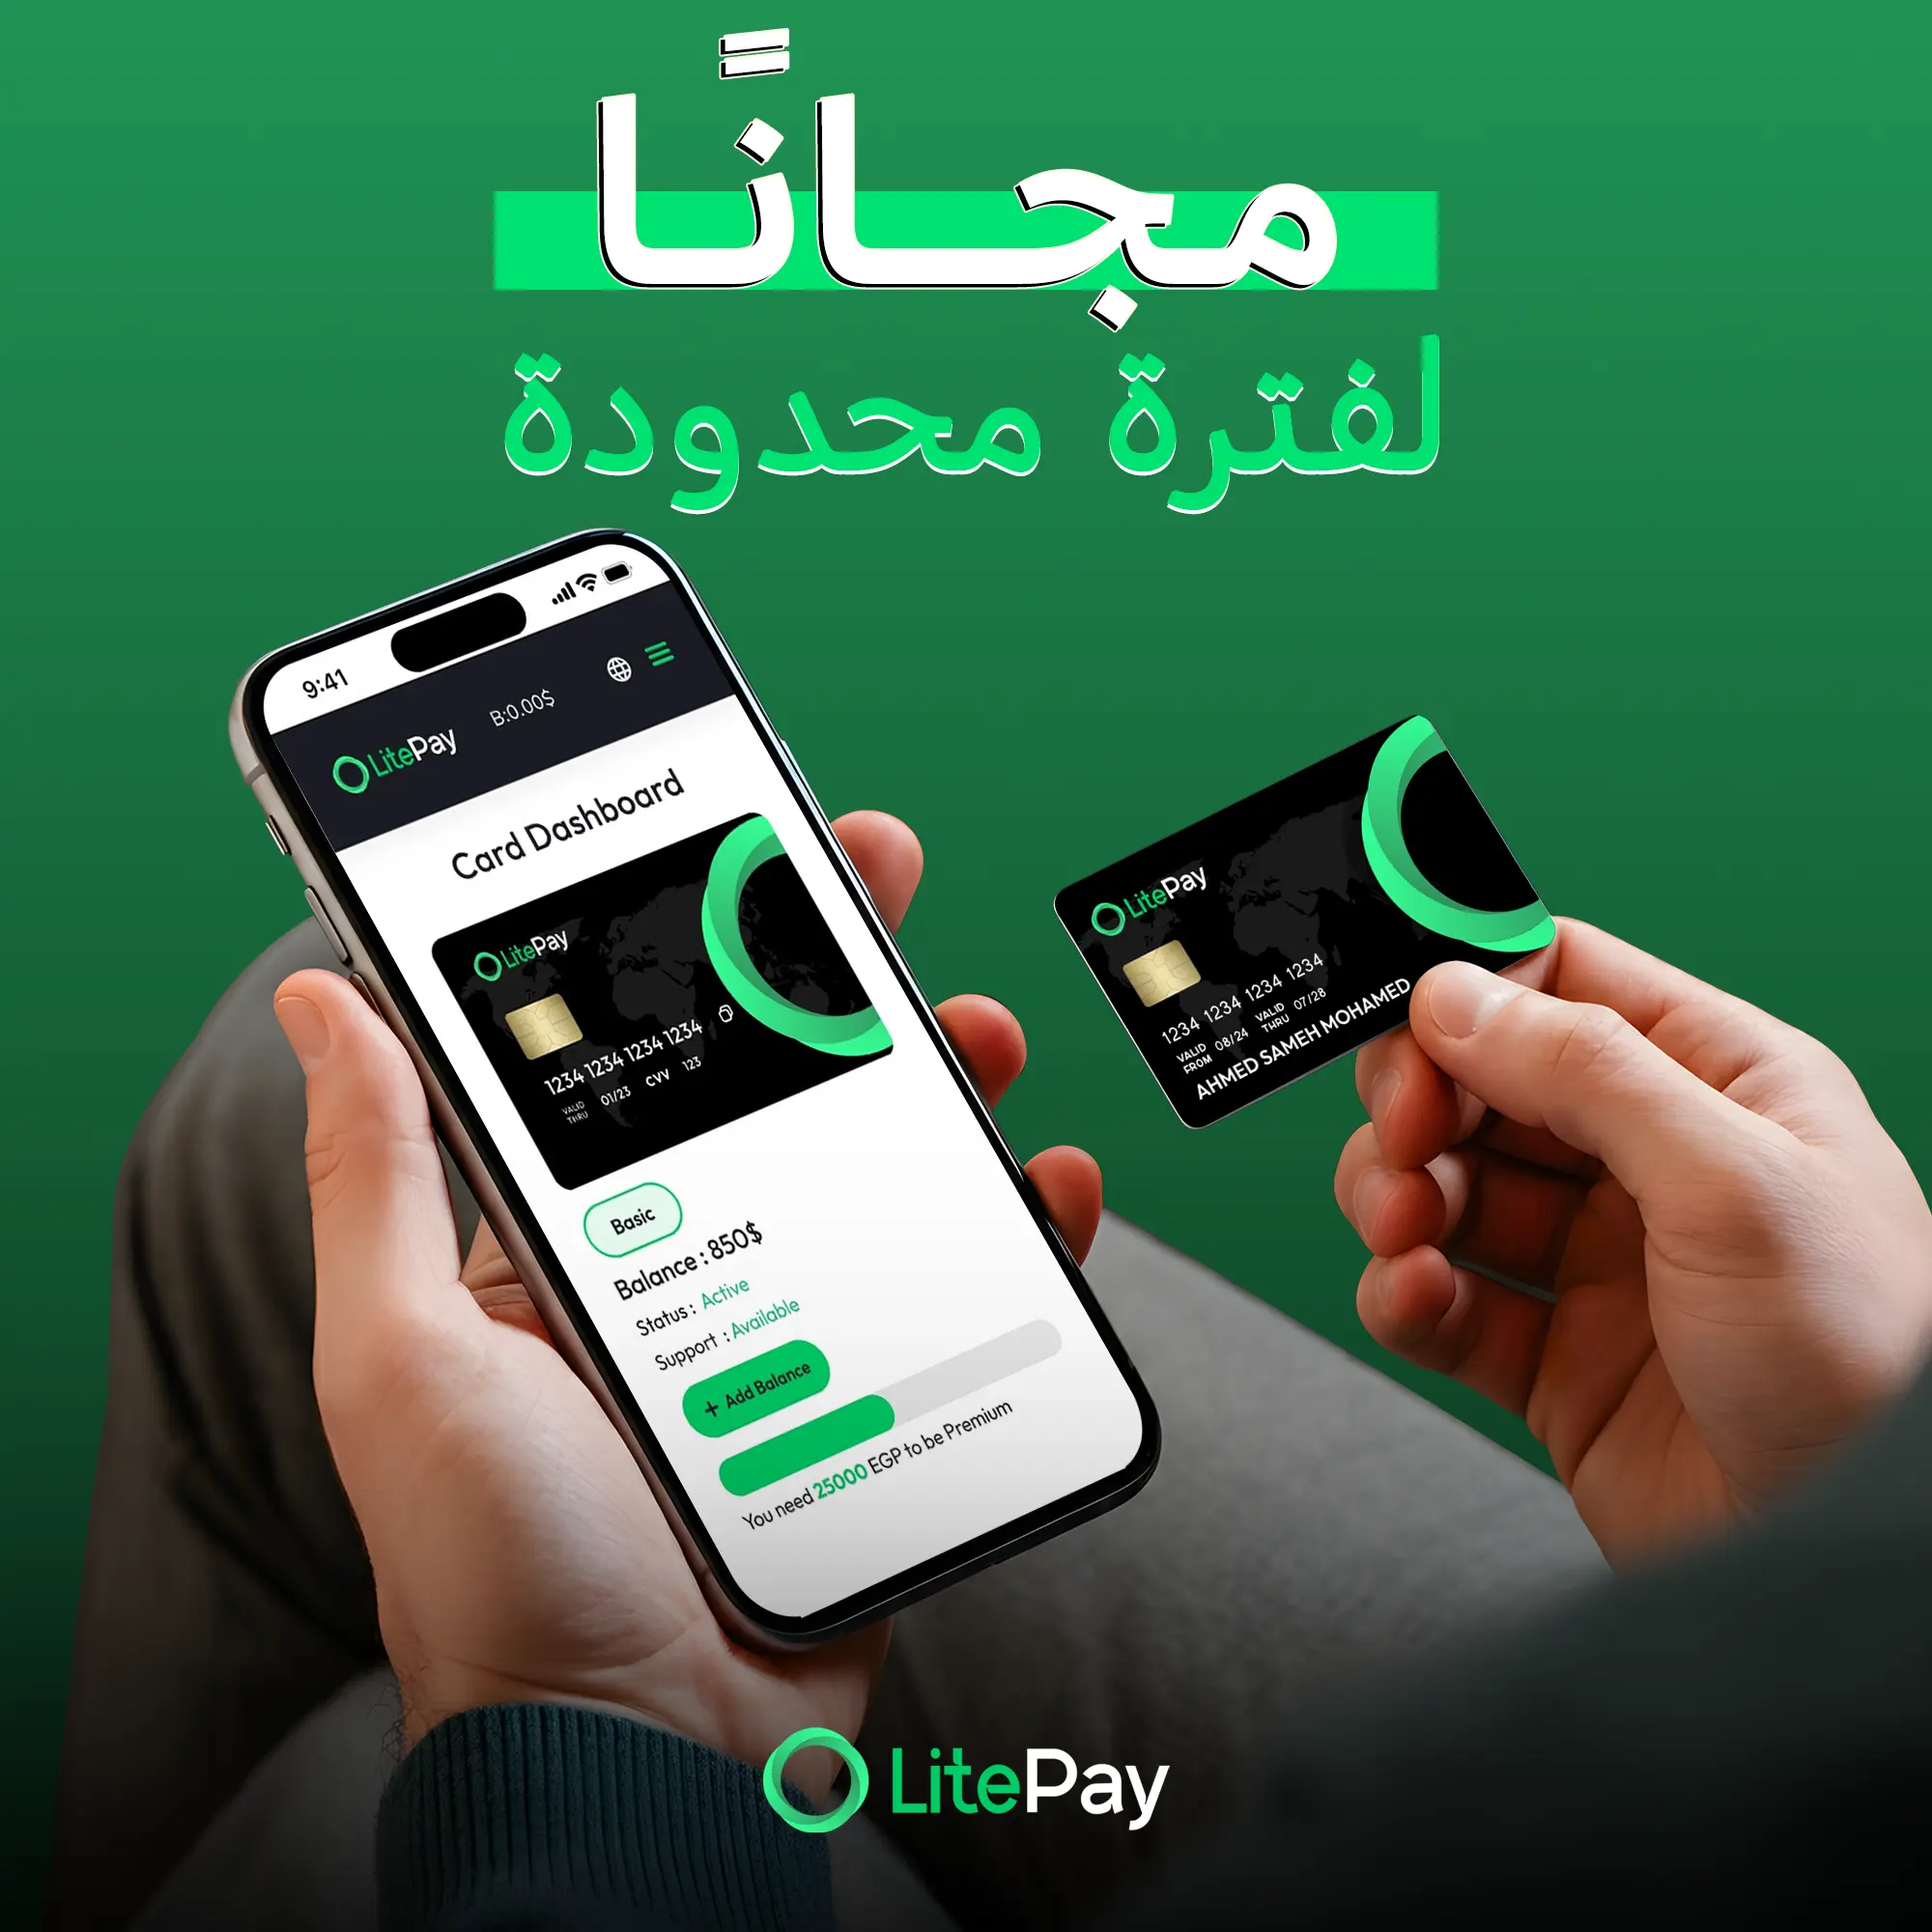 مجانًا
لفترة محدودة
9:41
LitePay B:0.00$
Card Dashboard
LitePay
1234 1234 1234 1234
VALID THRU 01/23 CVV 123
Basic
Balance : 850$
Status : Active
Support : Available
+ Add Balance
You need 25000 EGP to be Premium
LitePay
1234 1234 1234 1234
VALID FROM 08/24 VALID THRU 07/28
AHMED SAMEH MOHAMED
LitePay